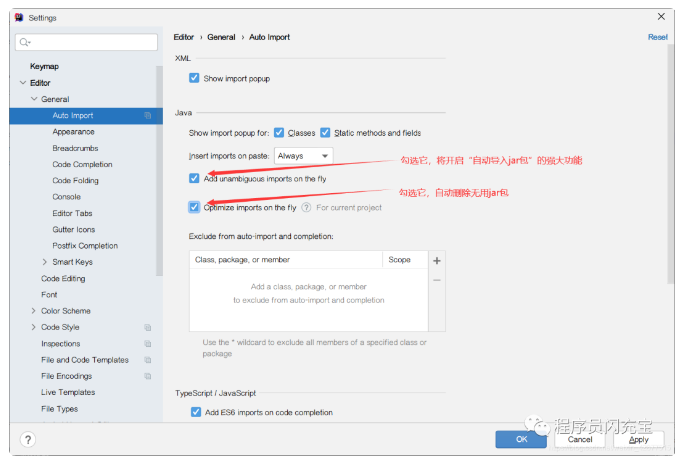 Settings
Editor › General › Auto Import
Reset
Keymap
Editor
General
Auto Import
Appearance
Breadcrumbs
Code Completion
Code Folding
Console
Editor Tabs
Gutter Icons
Postfix Completion
Smart Keys
Code Editing
Font
Color Scheme
Code Style
Inspections
File and Code Templates
File Encodings
Live Templates
File Types
XML
Show import popup
Java
Show import popup for: Classes Static methods and fields
Insert imports on paste: Always
勾选它，将开启“自动导入jar包”的强大功能
Add unambiguous imports on the fly
勾选它，自动删除无用jar包
Optimize imports on the fly ? For current project
Exclude from auto-import and completion:
Class, package, or member Scope
Add a class, package, or member
to exclude from auto-import and completion
Use the * wildcard to exclude all members of a specified class or
package
TypeScript / JavaScript
Add ES6 imports on code completion
程序员闪充宝
? OK Cancel Apply